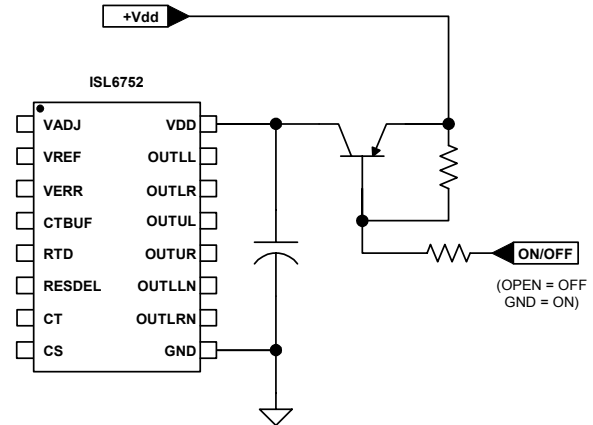 +Vdd
ISL6752
VADJ VDD
VREF OUTLL
VERR OUTLR
CTBUF OUTUL
RTD OUTUR
RESDEL OUTLLN
CT OUTLRN
CS GND
ON/OFF
(OPEN = OFF
GND = ON)